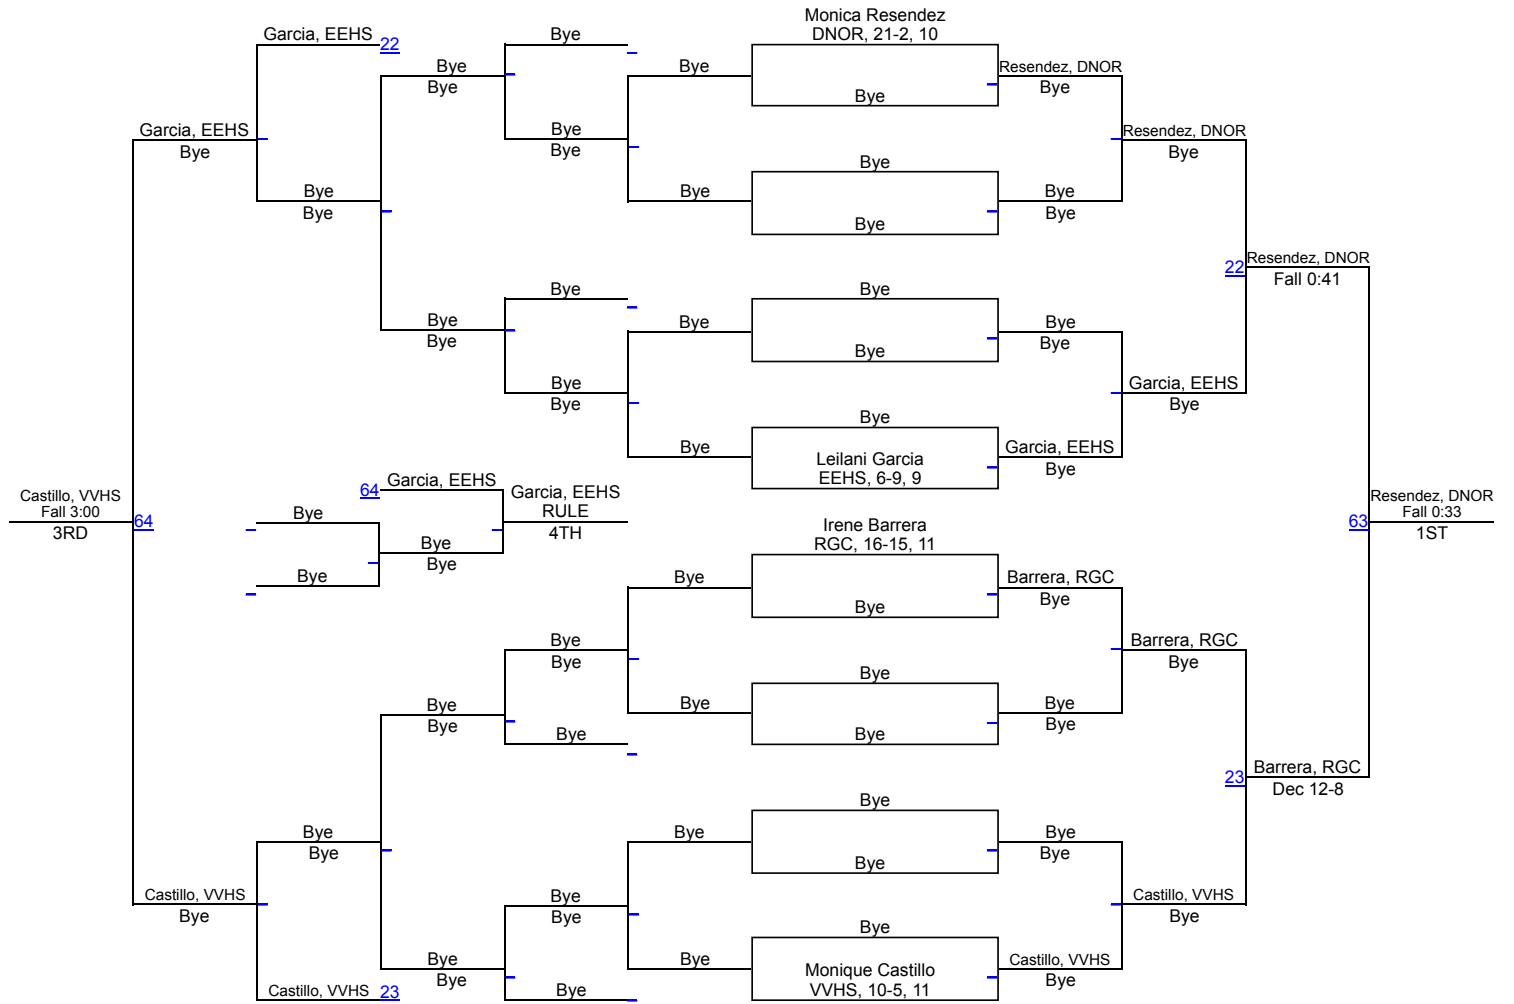 Monica Resendez
DNOR, 21-2, 10
Garcia, EEHS
22
Bye
Bye
Bye
Bye
Resendez, DNOR
Bye
Bye
Bye
Garcia, EEHS
Bye
Bye
Bye
Resendez, DNOR
Bye
Bye
Bye
Bye
Bye
Bye
Bye
Bye
Bye
22
Resendez, DNOR
Fall 0:41
Bye
Bye
Bye
Bye
Bye
Bye
Bye
Bye
Bye
Bye
Garcia, EEHS
Bye
Bye
Bye
Leilani Garcia
EEHS, 6-9, 9
Garcia, EEHS
Bye
Castillo, VVHS
Fall 3:00
3RD
64
64
Garcia, EEHS
Garcia, EEHS
RULE
4TH
Bye
Bye
Bye
Bye
Resendez, DNOR
Fall 0:33
1ST
63
Irene Barrera
RGC, 16-15, 11
Bye
Bye
Barrera, RGC
Bye
Bye
Bye
Barrera, RGC
Bye
Bye
Bye
Bye
Bye
Bye
Bye
Bye
Bye
23
Barrera, RGC
Dec 12-8
Bye
Bye
Bye
Bye
Bye
Bye
Bye
Castillo, VVHS
Bye
Bye
Bye
Castillo, VVHS
Bye
Bye
Bye
Bye
Bye
Monique Castillo
VVHS, 10-5, 11
Castillo, VVHS
Bye
Castillo, VVHS
23
Bye